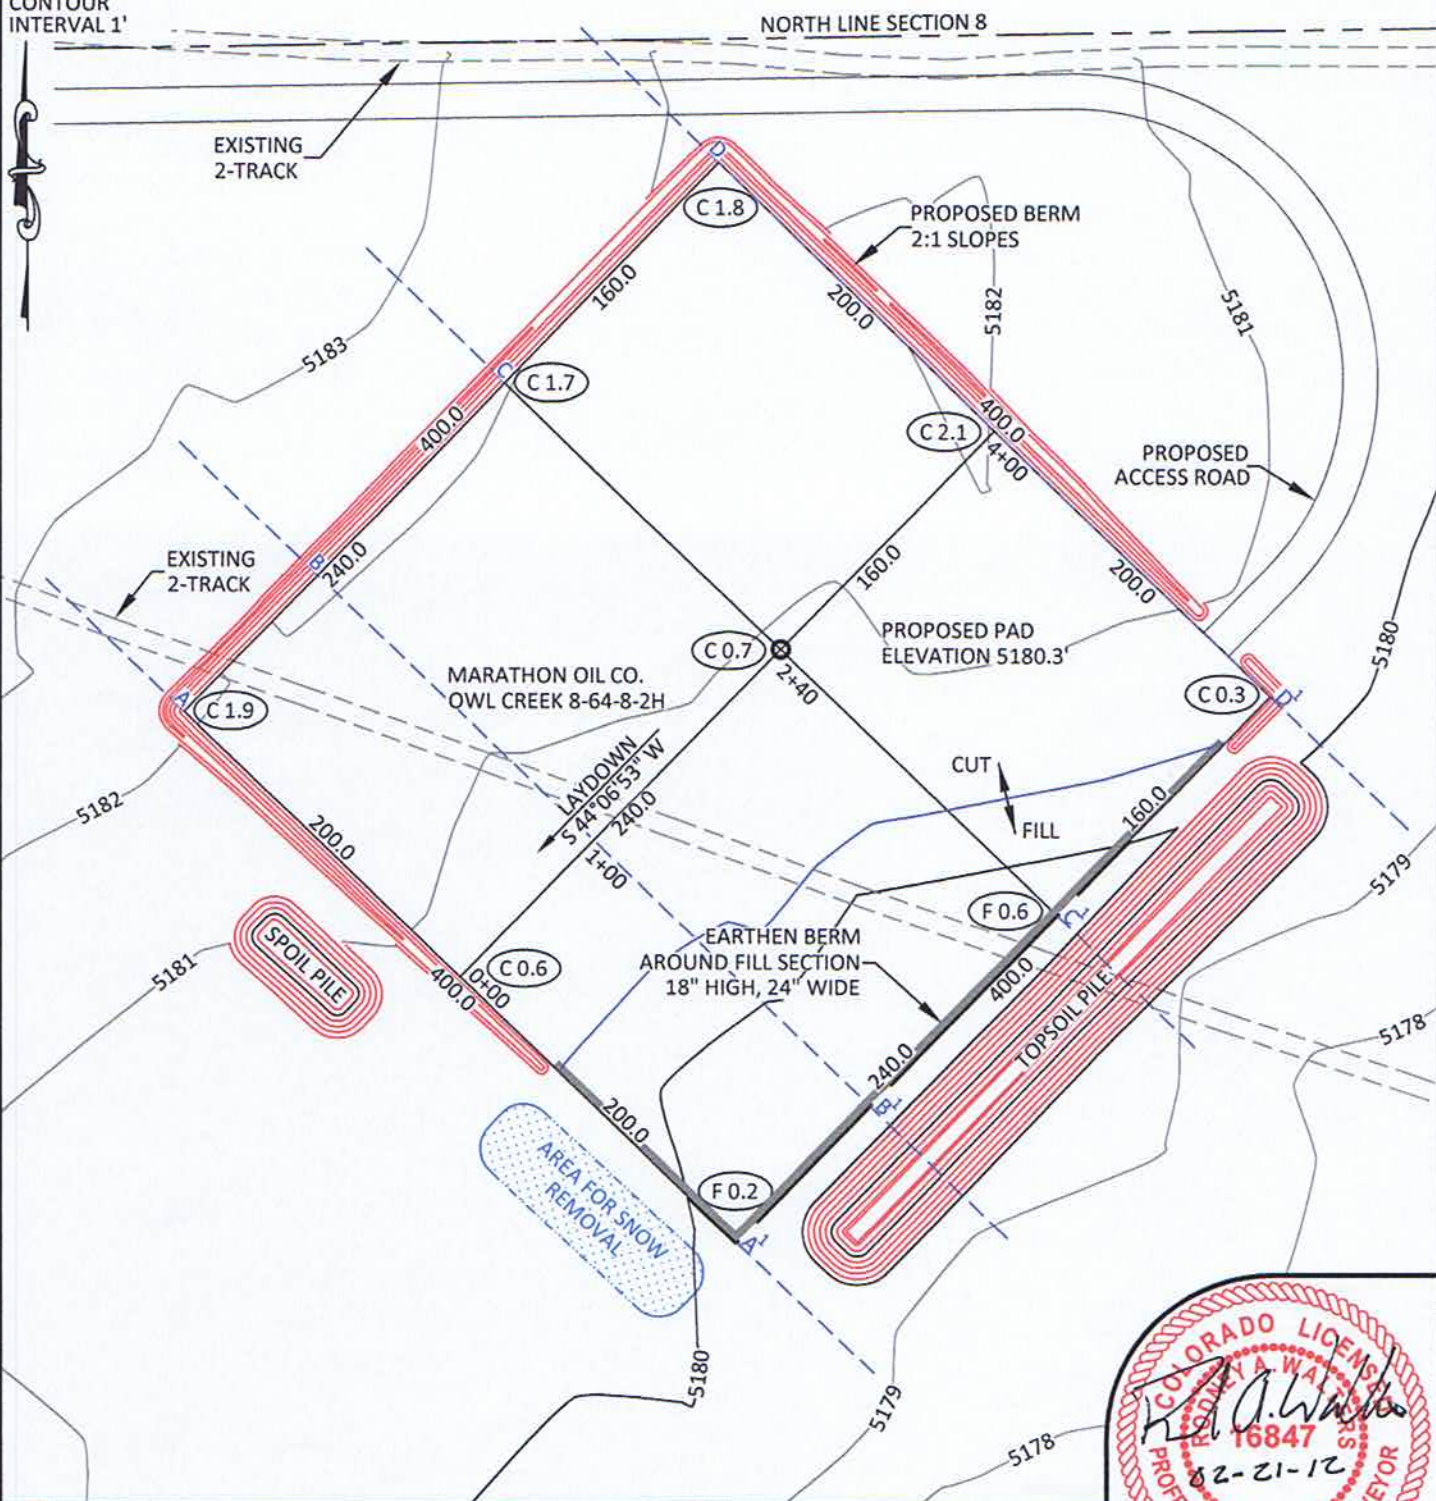 CONTOUR
INTERVAL 1'
NORTH LINE SECTION 8
EXISTING
2-TRACK
D
C 1.8
PROPOSED BERM
2:1 SLOPES
160.0
200.0
5182
5181
5183
C
C 1.7
400.0
400.0
C 2.1
4+00
PROPOSED
ACCESS ROAD
EXISTING
2-TRACK
B
240.0
160.0
200.0
5180
C 0.7
2+40
PROPOSED PAD
ELEVATION 5180.3'
MARATHON OIL CO.
OWL CREEK 8-64-8-2H
A
C 1.9
C 0.3
D¹
LAYDOWN
S 44°06'53" W
240.0
1+00
CUT
FILL
160.0
5182
200.0
5179
F 0.6
C¹
EARTHEN BERM
AROUND FILL SECTION
18" HIGH, 24" WIDE
SPOIL PILE
5181
C 0.6
0+00
400.0
400.0
TOPSOIL PILE
5178
240.0
B¹
200.0
AREA FOR SNOW
REMOVAL
F 0.2
A¹
5180
5179
5178
COLORADO LICENSED
RODNEY A. WALTERS
16847
02-21-12